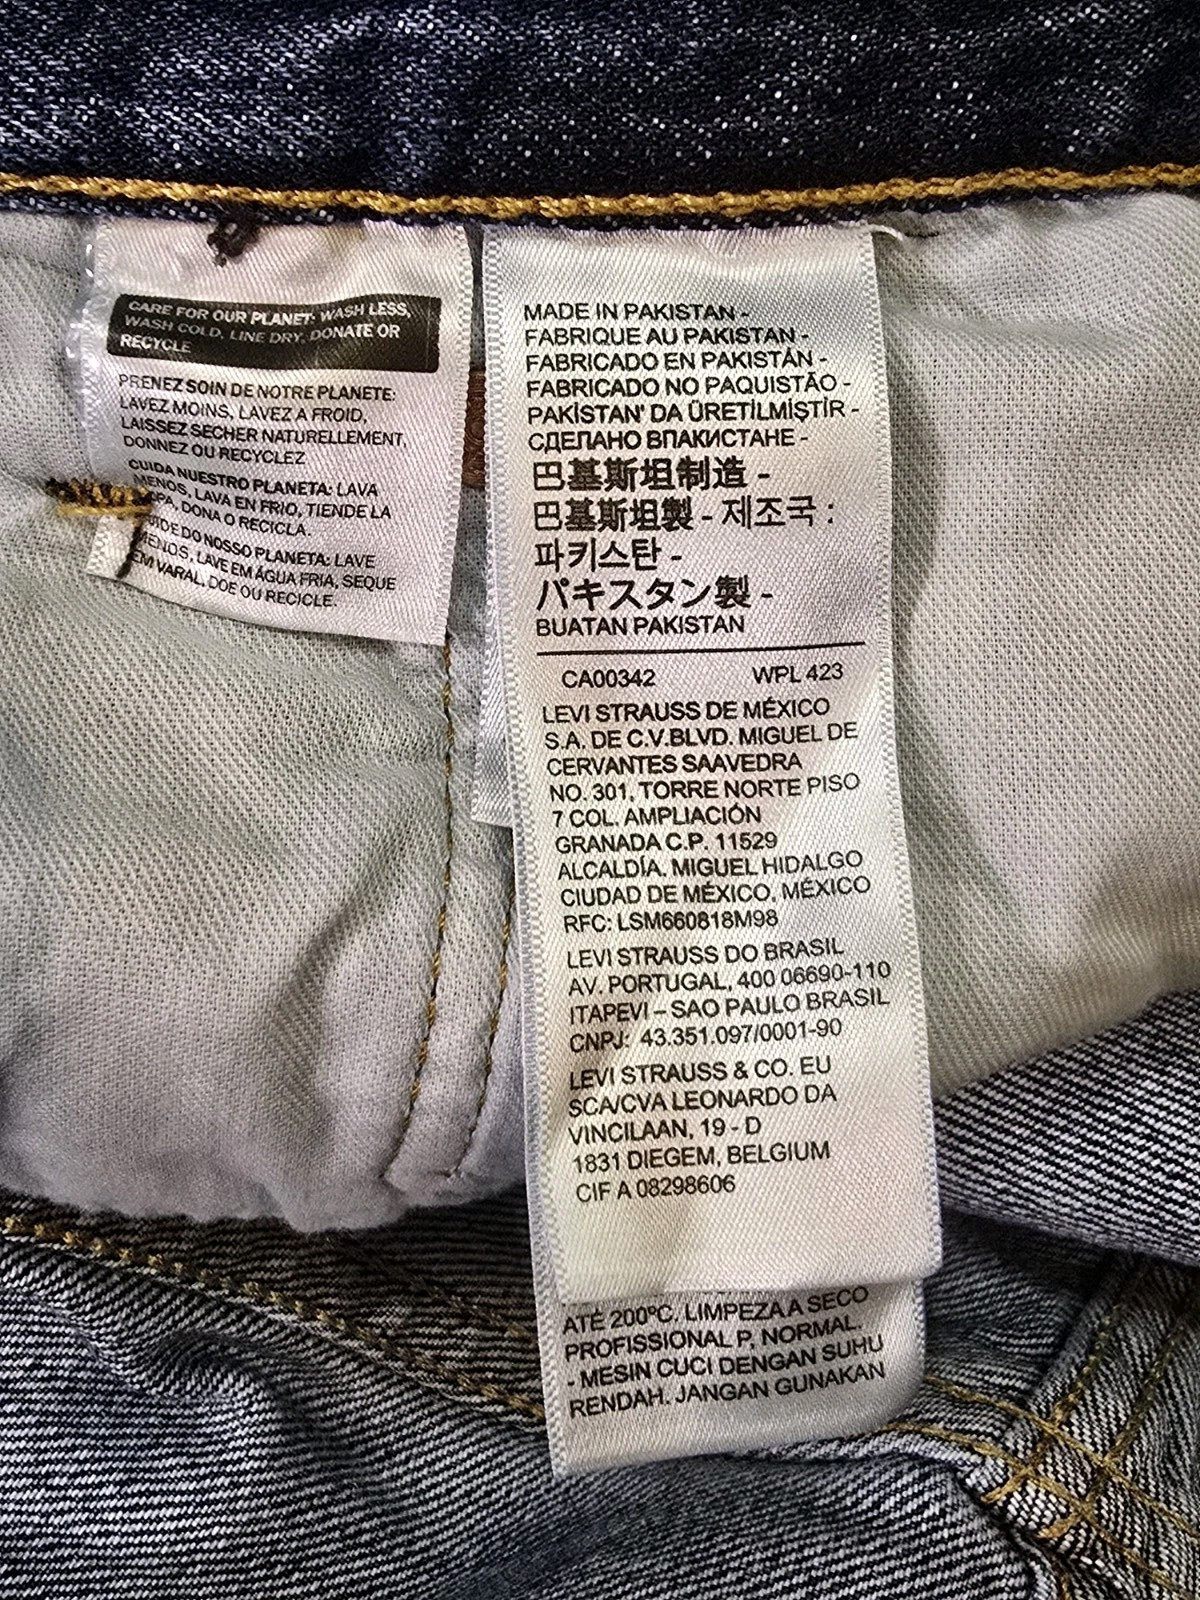 CARE FOR OUR PLANET: WASH LESS,
WASH COLD, LINE DRY, DONATE OR
RECYCLE
PRENEZ SOIN DE NOTRE PLANETE:
LAVEZ MOINS, LAVEZ A FROID,
LAISSEZ SECHER NATURELLEMENT,
DONNEZ OU RECYCLEZ
CUIDA NUESTRO PLANETA: LAVA
MENOS, LAVA EN FRIO, TIENDE LA
DONA O RECICLA.
DO NOSSO PLANETA: LAVE
MENOS, LAVE EM ÁGUA FRIA, SEQUE
EM VARAL, DOE OU RECICLE.
MADE IN PAKISTAN -
FABRIQUE AU PAKISTAN -
FABRICADO EN PAKISTÁN -
FABRICADO NO PAQUISTÃO -
PAKİSTAN' DA ÜRETİLMİŞTİR -
СДЕЛАНО ВПАКИСТАНЕ -
巴基斯坦制造 -
巴基斯坦製 - 제조국 :
파키스탄 -
パキスタン製 -
BUATAN PAKISTAN
CA00342 WPL 423
LEVI STRAUSS DE MÉXICO
S.A. DE C.V.BLVD. MIGUEL DE
CERVANTES SAAVEDRA
NO. 301, TORRE NORTE PISO
7 COL. AMPLIACIÓN
GRANADA C.P. 11529
ALCALDÍA. MIGUEL HIDALGO
CIUDAD DE MÉXICO, MÉXICO
RFC: LSM660818M98
LEVI STRAUSS DO BRASIL
AV. PORTUGAL, 400 06690-110
ITAPEVI – SAO PAULO BRASIL
CNPJ: 43.351.097/0001-90
LEVI STRAUSS & CO. EU
SCA/CVA LEONARDO DA
VINCILAAN, 19 - D
1831 DIEGEM, BELGIUM
CIF A 08298606
ATÉ 200ºC. LIMPEZA A SECO
PROFISSIONAL P, NORMAL.
- MESIN CUCI DENGAN SUHU
RENDAH. JANGAN GUNAKAN